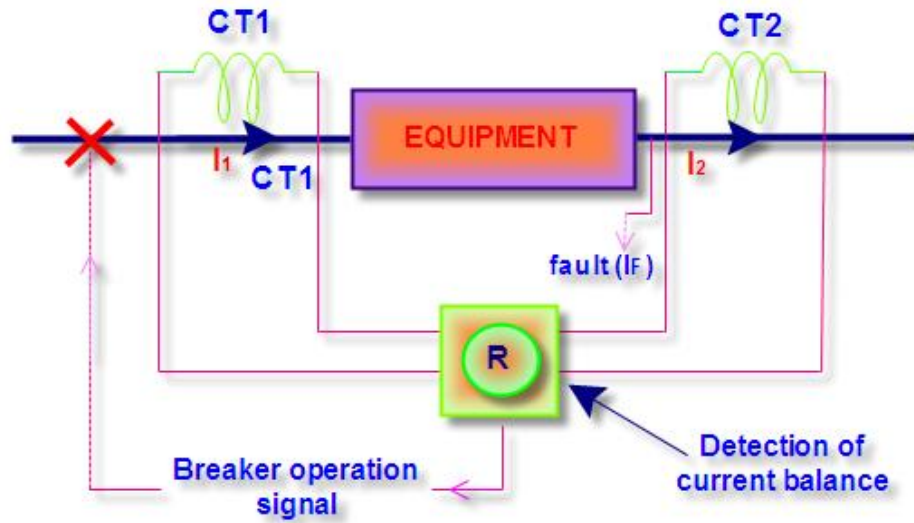 CT1
CT2
EQUIPMENT
I1
CT1
I2
fault (IF)
R
Detection of
current balance
Breaker operation
signal